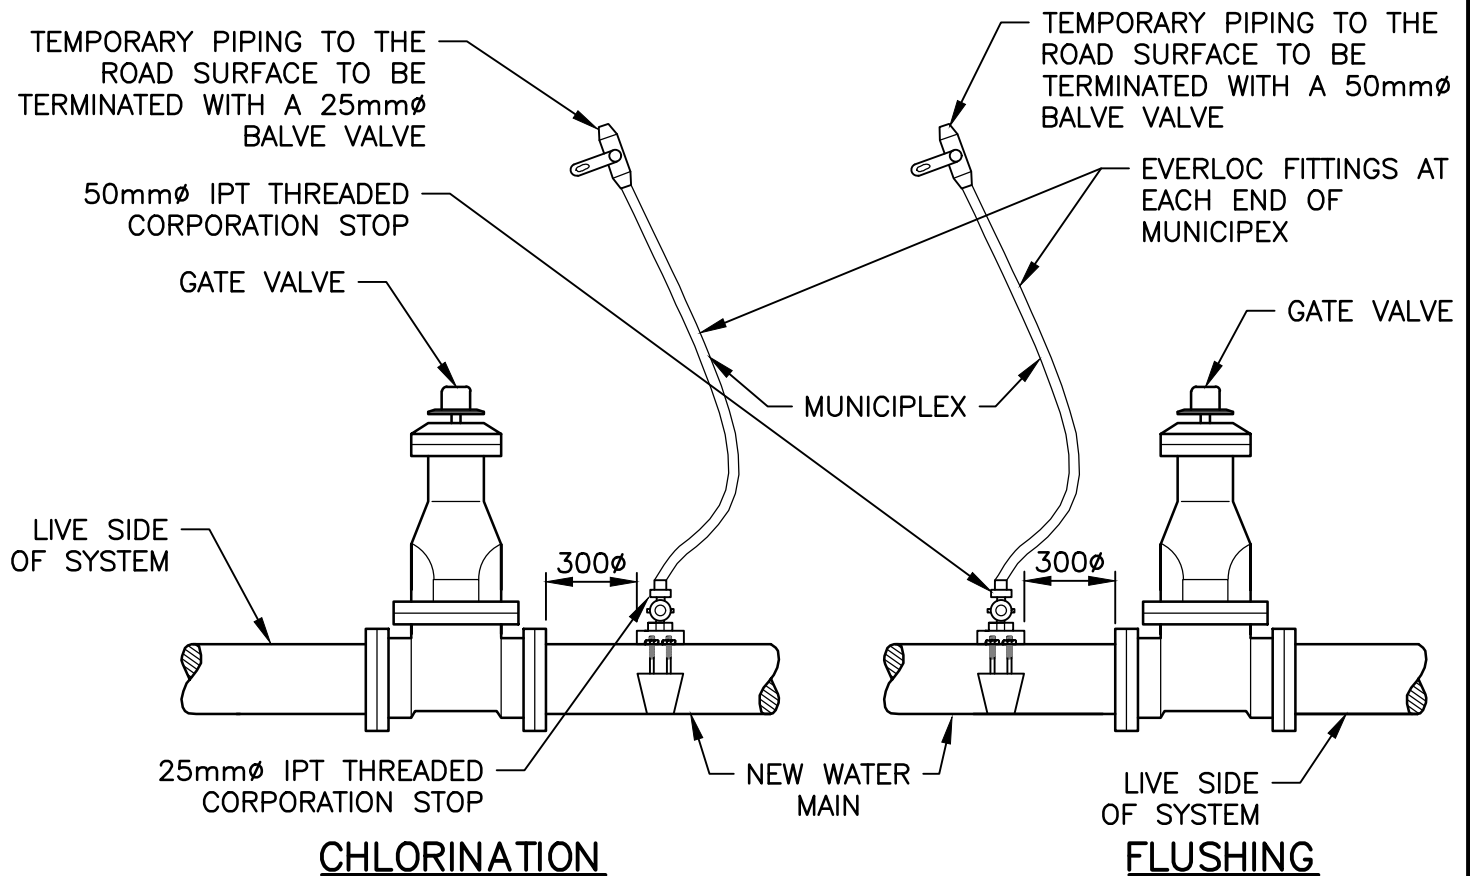 TEMPORARY PIPING TO THE
ROAD SURFACE TO BE
TERMINATED WITH A 25mmø
BALVE VALVE
TEMPORARY PIPING TO THE
ROAD SURFACE TO BE
TERMINATED WITH A 50mmø
BALVE VALVE
50mmø IPT THREADED
CORPORATION STOP
EVERLOC FITTINGS AT
EACH END OF
MUNICIPEX
GATE VALVE
GATE VALVE
MUNICIPLEX
LIVE SIDE
OF SYSTEM
300ø
300ø
25mmø IPT THREADED
CORPORATION STOP
NEW WATER
MAIN
LIVE SIDE
OF SYSTEM
CHLORINATION
FLUSHING